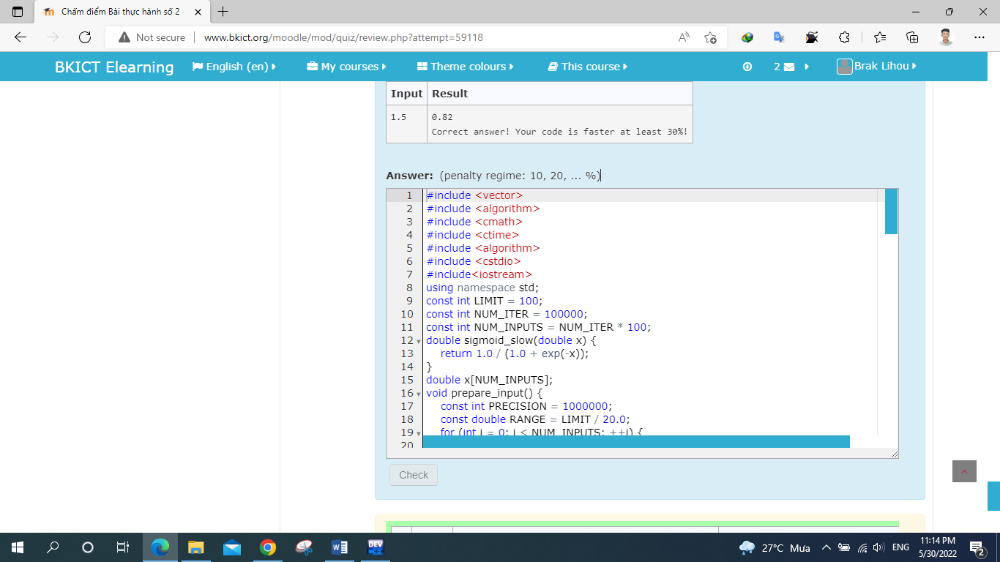 Chấm điểm Bài thực hành số 2
Not secure www.bkict.org/moodle/mod/quiz/review.php?attempt=59118
BKICT Elearning English (en) My courses Theme colours This course 2 Brak Lihou
Input Result
1.5 0.82
Correct answer! Your code is faster at least 30%!
Answer: (penalty regime: 10, 20, ... %)
1 #include <vector>
2 #include <algorithm>
3 #include <cmath>
4 #include <ctime>
5 #include <algorithm>
6 #include <cstdio>
7 #include<iostream>
8 using namespace std;
9 const int LIMIT = 100;
10 const int NUM_ITER = 100000;
11 const int NUM_INPUTS = NUM_ITER * 100;
12 double sigmoid_slow(double x) {
13 return 1.0 / (1.0 + exp(-x));
14 }
15 double x[NUM_INPUTS];
16 void prepare_input() {
17 const int PRECISION = 1000000;
18 const double RANGE = LIMIT / 20.0;
19 for (int i = 0; i < NUM_INPUTS; ++i) {
20
Check
DEV
27°C Mưa ENG 11:14 PM
5/30/2022
2